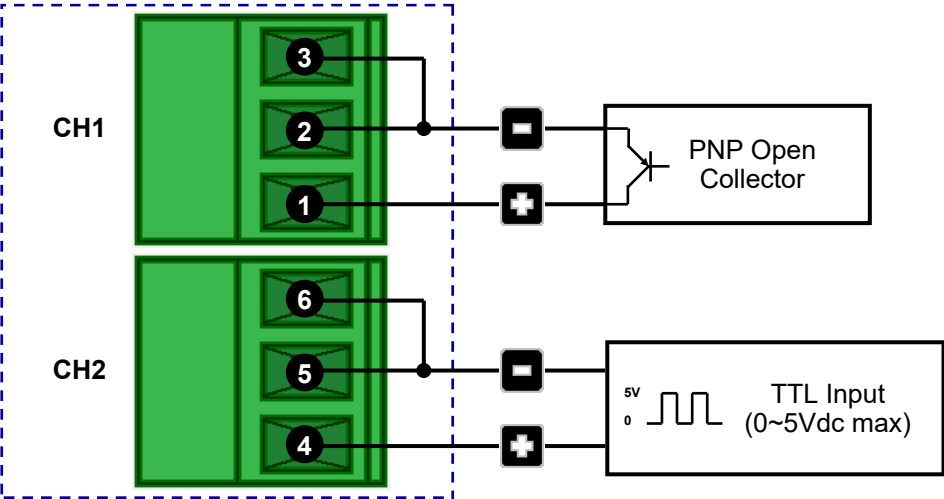 3
CH1
2
PNP Open
Collector
1
6
CH2
5
5V
0
TTL Input
(0~5Vdc max)
4